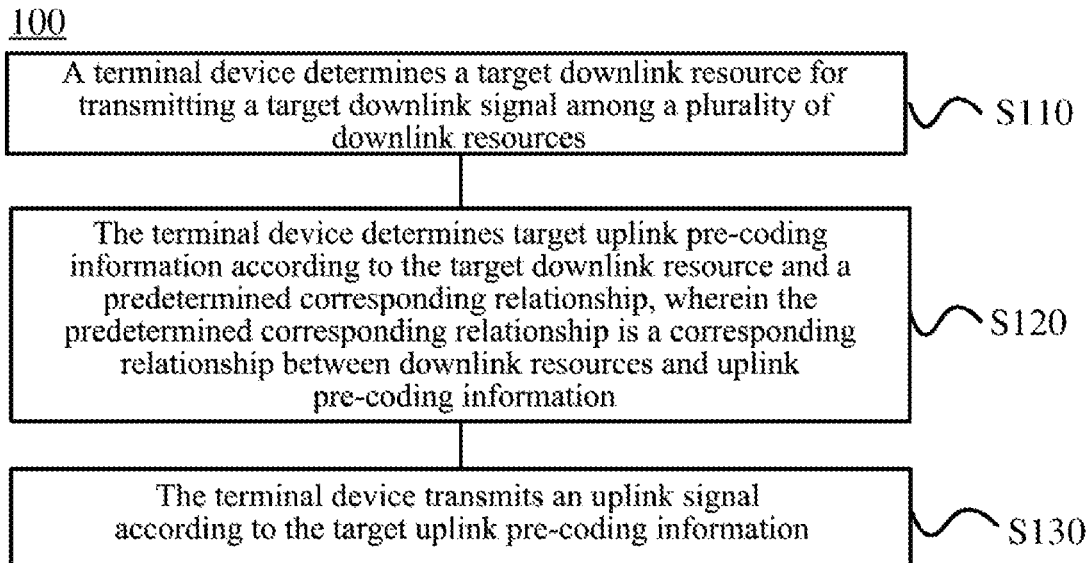 100
A terminal device determines a target downlink resource for
transmitting a target downlink signal among a plurality of
downlink resources
S110
The terminal device determines target uplink pre-coding
information according to the target downlink resource and a
predetermined corresponding relationship, wherein the
predetermined corresponding relationship is a corresponding
relationship between downlink resources and uplink
pre-coding information
S120
The terminal device transmits an uplink signal
according to the target uplink pre-coding information
S130